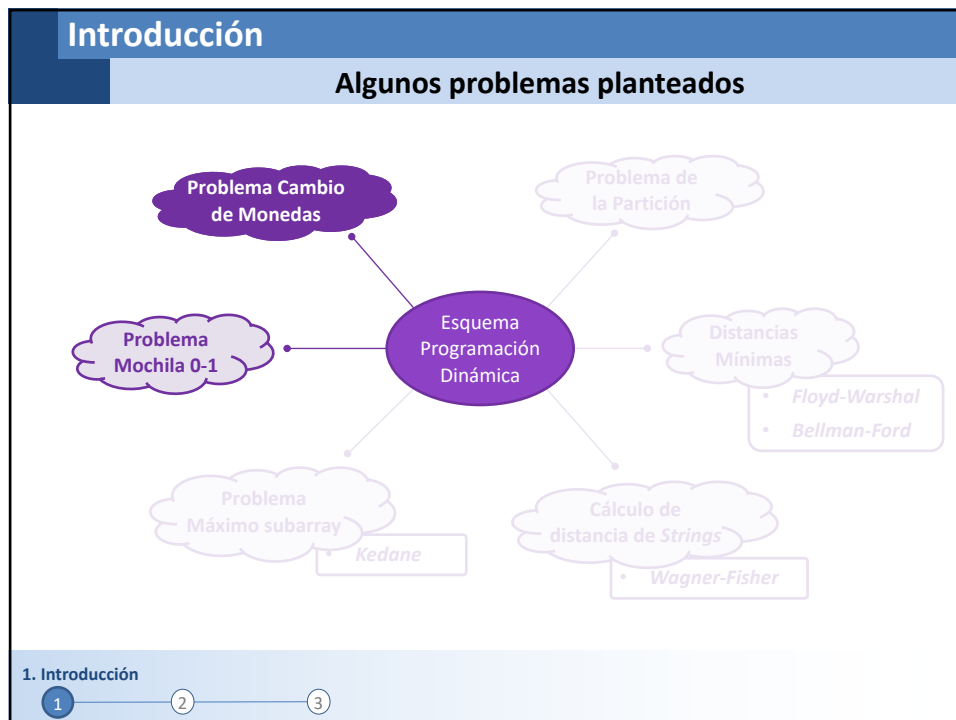 Introducción
Algunos problemas planteados
Problema Cambio
de Monedas
Problema de
la Partición
Problema
Mochila 0-1
Esquema
Programación
Dinámica
Distancias
Mínimas
• Floyd-Warshal
• Bellman-Ford
Problema
Máximo subarray
• Kedane
Cálculo de
distancia de Strings
• Wagner-Fisher
1. Introducción
1 2 3